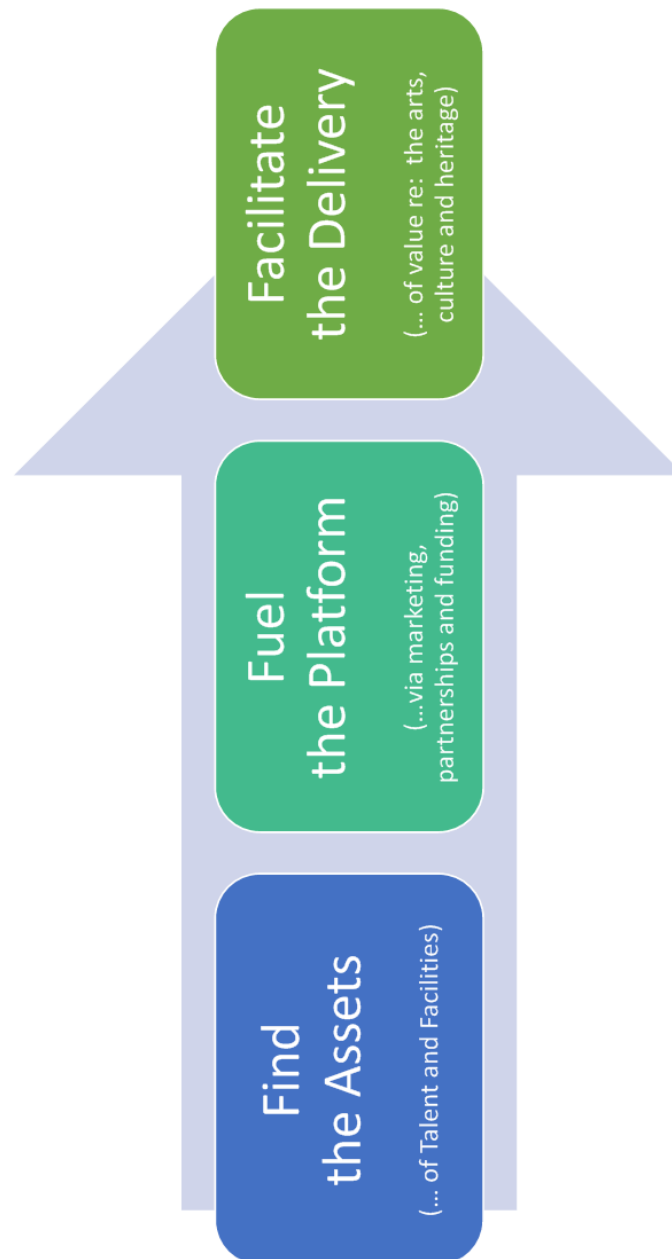 Find
the Assets
(... of Talent and Facilities)
Fuel
the Platform
(...via marketing,
partnerships and funding)
Facilitate
the Delivery
(... of value re:  the arts,
culture and heritage)